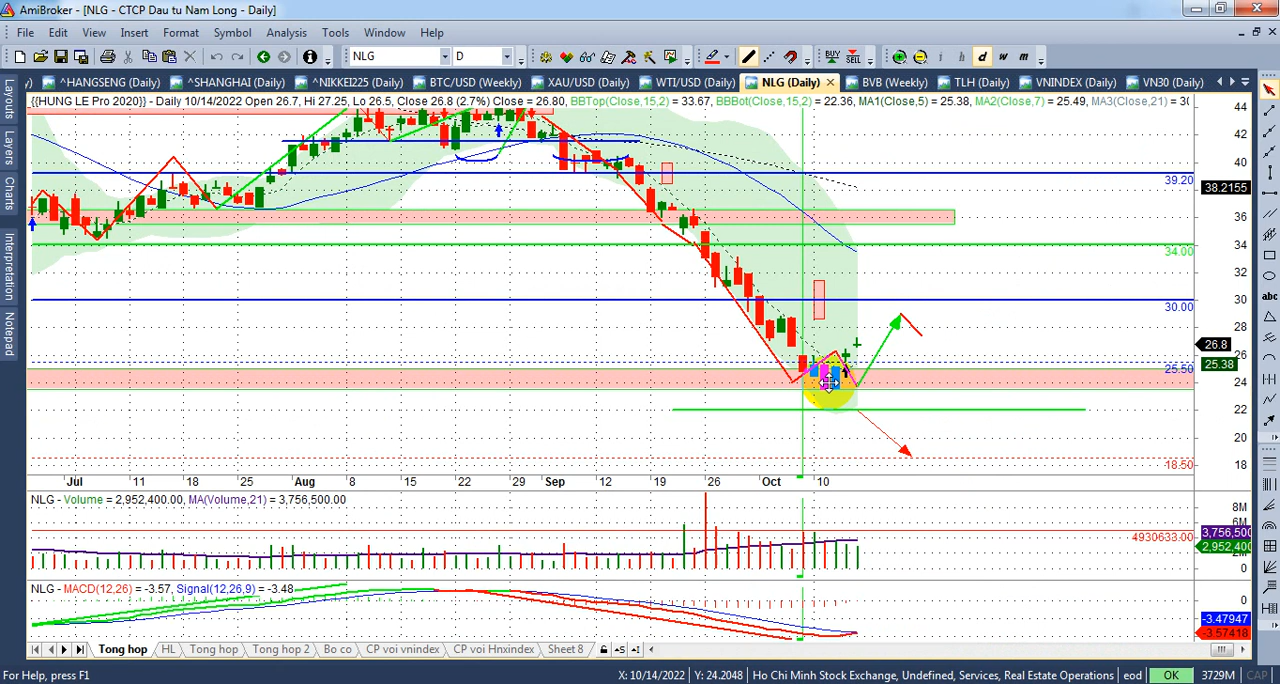 AmiBroker - [NLG - CTCP Dau tu Nam Long - Daily]
File Edit View Insert Format Symbol Analysis Tools Window Help
NLG D BUY SELL i h d w m
^HANGSENG (Daily) ^SHANGHAI (Daily) ^NIKKEI225 (Daily) BTC/USD (Weekly) XAU/USD (Daily) WTI/USD (Daily) NLG (Daily) BVB (Weekly) TLH (Daily) VNINDEX (Daily) VN30 (Daily)
{{HUNG LE Pro 2020}} - Daily 10/14/2022 Open 26.7, Hi 27.25, Lo 26.5, Close 26.8 (2.7%) Close = 26.80, BBTop(Close,15,2) = 33.67, BBBot(Close,15,2) = 22.36, MA1(Close,5) = 25.38, MA2(Close,7) = 25.49, MA3(Close,21) = 30
Layouts
Layers
Charts
Interpretation
Notepad
abc
44
42
40
39.20
38.2155
36
34
34.00
32
30
30.00
28
26.8
26
25.38
25.50
24
22
20
18.50
18
Jul 11 18 25 Aug 8 15 22 29 Sep 12 19 26 Oct 10
NLG - Volume = 2,952,400.00, MA(Volume,21) = 3,756,500.00
8M
6M
4930633.00
3,756,500
2,952,400
0
NLG - MACD(12,26) = -3.57, Signal(12,26,9) = -3.48
0
-3.47947
-3.57418
Tong hop HL Tong hop Tong hop 2 Bo co CP voi vnindex CP voi Hnxindex Sheet 8
For Help, press F1 X: 10/14/2022 Y: 24.2048 Ho Chi Minh Stock Exchange, Undefined, Services, Real Estate Operations eod OK 3729M CAP